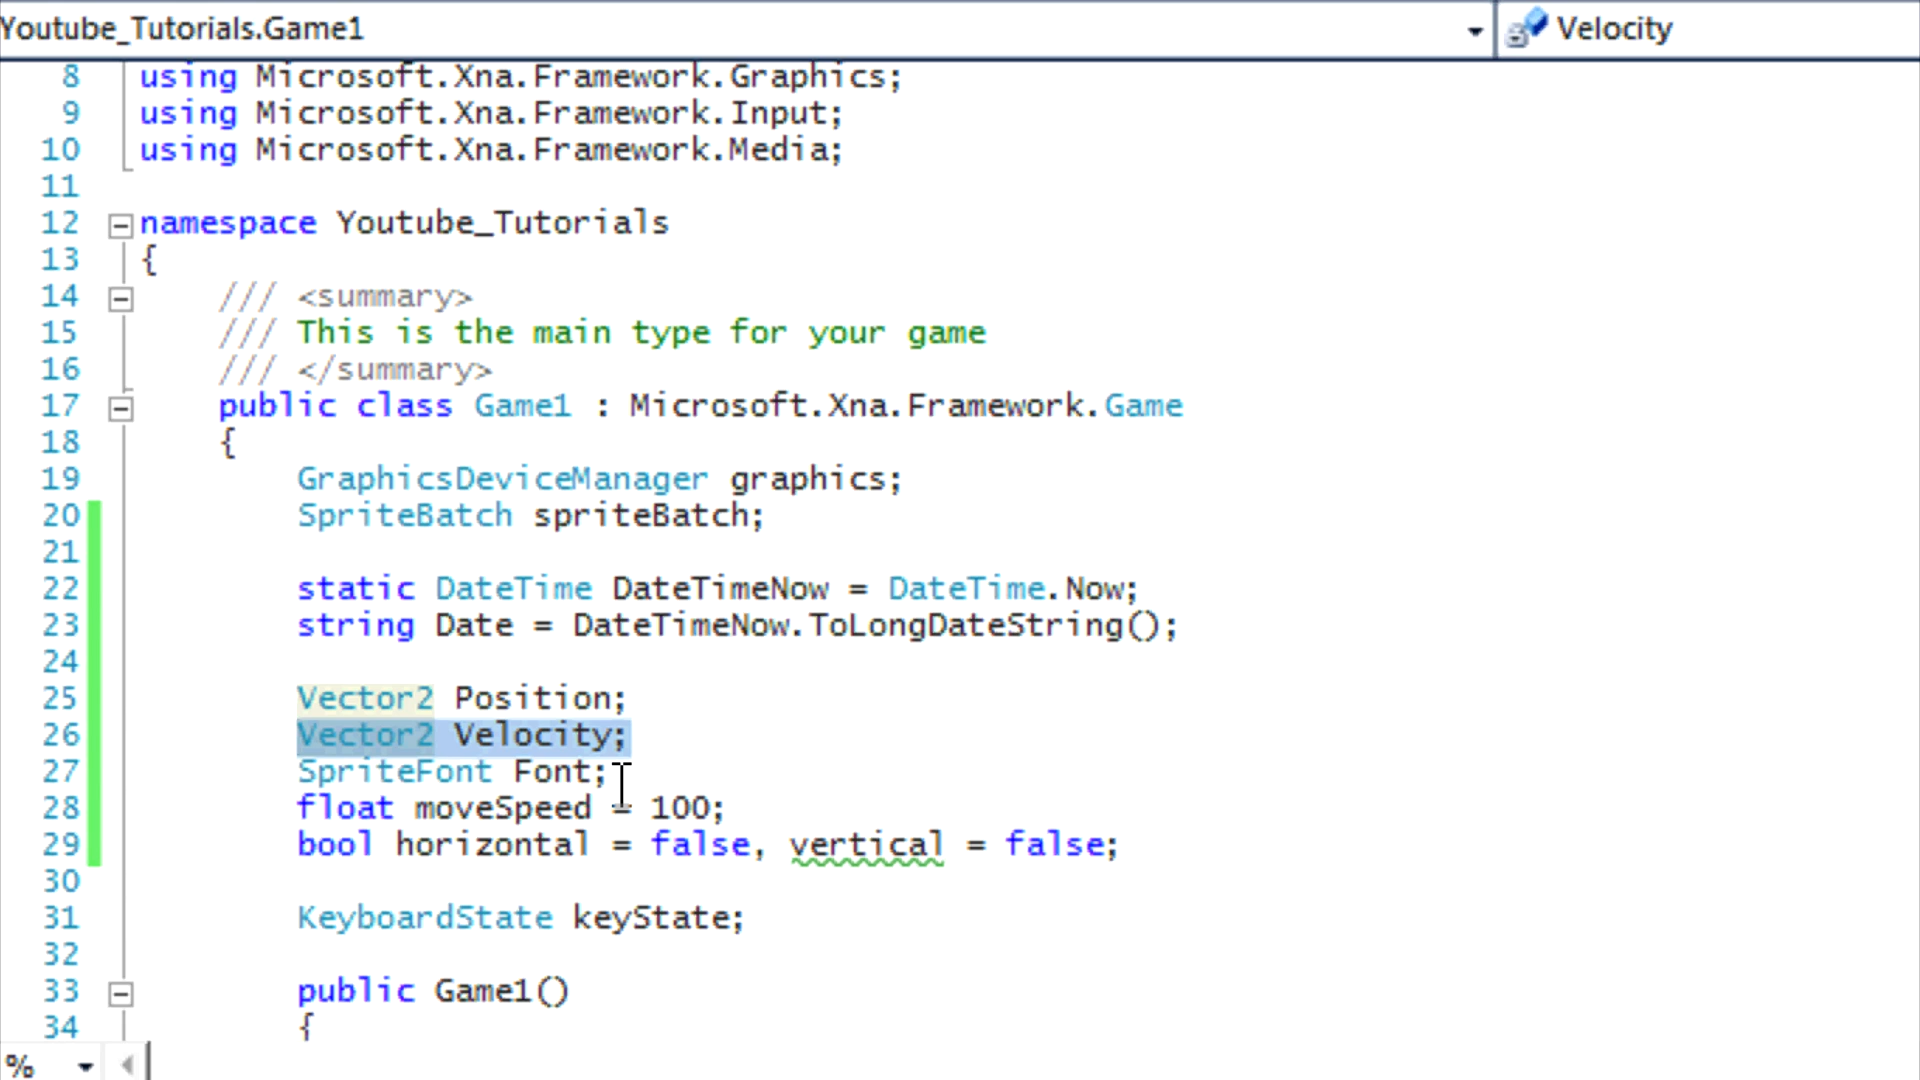 Youtube_Tutorials.Game1
Velocity
8 using Microsoft.Xna.Framework.Graphics;
9 using Microsoft.Xna.Framework.Input;
10 using Microsoft.Xna.Framework.Media;
11
12 namespace Youtube_Tutorials
13 {
14 /// <summary>
15 /// This is the main type for your game
16 /// </summary>
17 public class Game1 : Microsoft.Xna.Framework.Game
18 {
19 GraphicsDeviceManager graphics;
20 SpriteBatch spriteBatch;
21
22 static DateTime DateTimeNow = DateTime.Now;
23 string Date = DateTimeNow.ToLongDateString();
24
25 Vector2 Position;
26 Vector2 Velocity;
27 SpriteFont Font;
28 float moveSpeed = 100;
29 bool horizontal = false, vertical = false;
30
31 KeyboardState keyState;
32
33 public Game1()
34 {
%